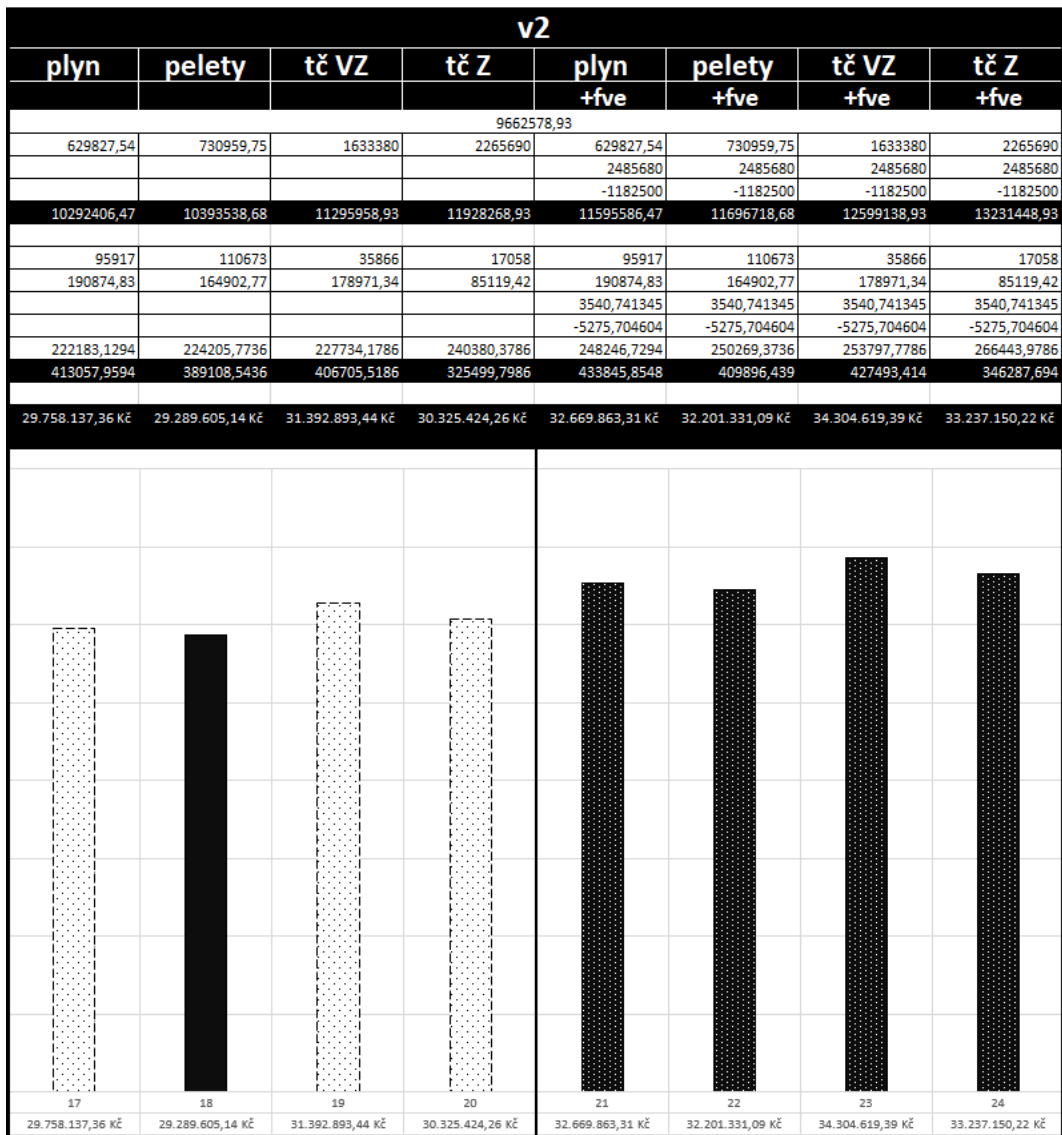 v2
plyn pelety tč VZ tč Z plyn pelety tč VZ tč Z
+fve +fve +fve +fve
9662578,93
629827,54 730959,75 1633380 2265690 629827,54 730959,75 1633380 2265690
2485680 2485680 2485680 2485680
-1182500 -1182500 -1182500 -1182500
10292406,47 10393538,68 11295958,93 11928268,93 11595586,47 11696718,68 12599138,93 13231448,93
95917 110673 35866 17058 95917 110673 35866 17058
190874,83 164902,77 178971,34 85119,42 190874,83 164902,77 178971,34 85119,42
3540,741345 3540,741345 3540,741345 3540,741345
-5275,704604 -5275,704604 -5275,704604 -5275,704604
222183,1294 224205,7736 227734,1786 240380,3786 248246,7294 250269,3736 253797,7786 266443,9786
413057,9594 389108,5436 406705,5186 325499,7986 433845,8548 409896,439 427493,414 346287,694
29.758.137,36 Kč 29.289.605,14 Kč 31.392.893,44 Kč 30.325.424,26 Kč 32.669.863,31 Kč 32.201.331,09 Kč 34.304.619,39 Kč 33.237.150,22 Kč
17 18 19 20 21 22 23 24
29.758.137,36 Kč 29.289.605,14 Kč 31.392.893,44 Kč 30.325.424,26 Kč 32.669.863,31 Kč 32.201.331,09 Kč 34.304.619,39 Kč 33.237.150,22 Kč